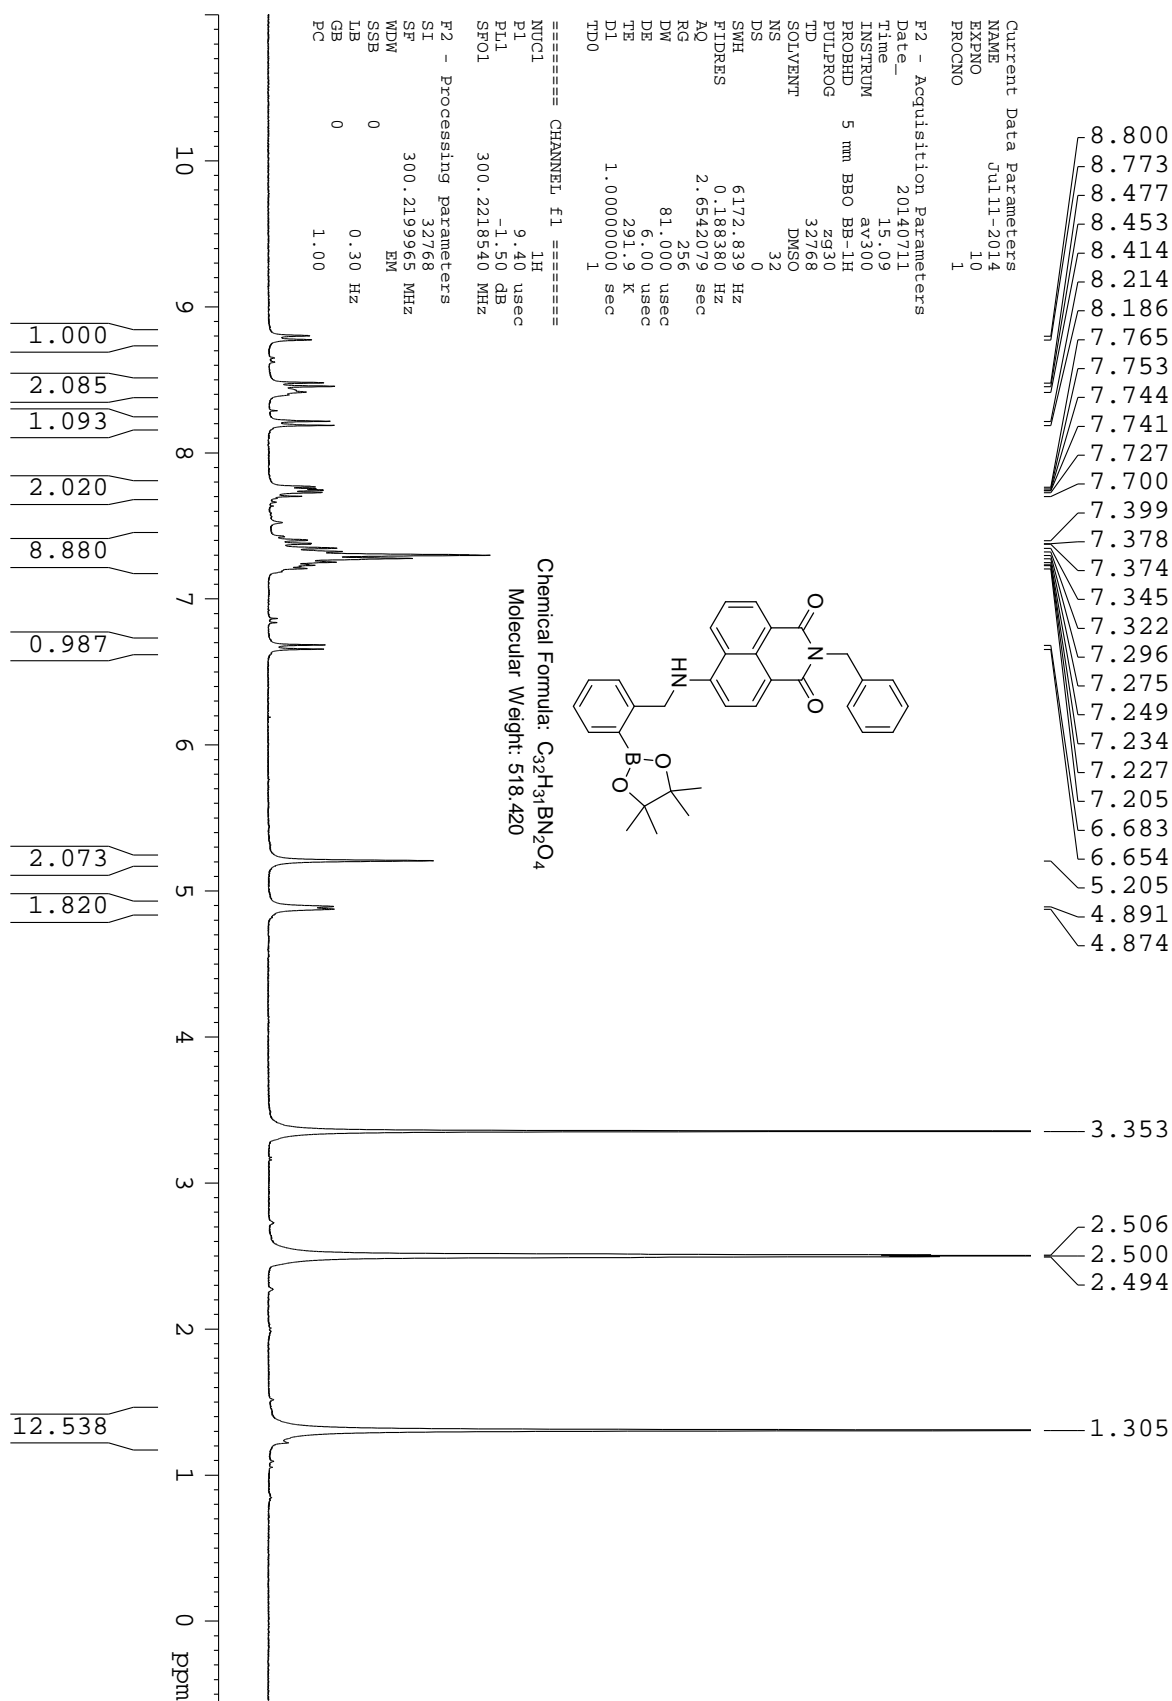 Current Data Parameters
NAME Jul11-2014
EXPNO 10
PROCNO 1
F2 - Acquisition Parameters
Date_ 20140711
Time 15.09
INSTRUM av300
PROBHD 5 mm BBO BB-1H
PULPROG zg30
TD 32768
SOLVENT DMSO
NS 32
DS 0
SWH 6172.839 Hz
FIDRES 0.188380 Hz
AQ 2.6542079 sec
RG 256
DW 81.000 usec
DE 6.00 usec
TE 291.9 K
D1 1.00000000 sec
TD0 1
======== CHANNEL f1 ========
NUC1 1H
P1 9.40 usec
PL1 -1.50 dB
SFO1 300.2218540 MHz
F2 - Processing parameters
SI 32768
SF 300.2199965 MHz
WDW EM
SSB 0
LB 0.30 Hz
GB 0
PC 1.00
8.800
8.773
8.477
8.453
8.414
8.214
8.186
7.765
7.753
7.744
7.741
7.727
7.700
7.399
7.378
7.374
7.345
7.322
7.296
7.275
7.249
7.234
7.227
7.205
6.683
6.654
5.205
4.891
4.874
3.353
2.506
2.500
2.494
1.305
O
N
O
HN
B
O
O
Chemical Formula: C32H31BN2O4
Molecular Weight: 518.420
10 9 8 7 6 5 4 3 2 1 0 ppm
1.000
2.085
1.093
2.020
8.880
0.987
2.073
1.820
12.538